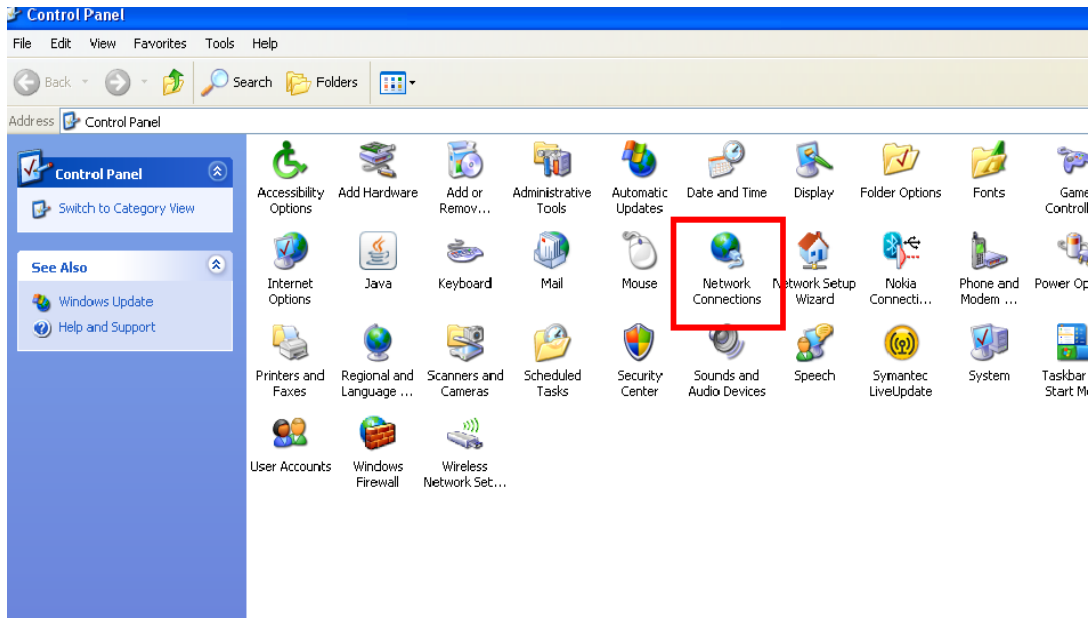 Control Panel
File Edit View Favorites Tools Help
Back Search Folders
Address Control Panel
Control Panel
Switch to Category View
See Also
Windows Update
Help and Support
Accessibility Options
Add Hardware
Add or Remov...
Administrative Tools
Automatic Updates
Date and Time
Display
Folder Options
Fonts
Game
Controll
Internet Options
Java
Keyboard
Mail
Mouse
Network Connections
Network Setup Wizard
Nokia Connecti...
Phone and Modem ...
Power Op
Printers and Faxes
Regional and Language ...
Scanners and Cameras
Scheduled Tasks
Security Center
Sounds and Audio Devices
Speech
Symantec LiveUpdate
System
Taskbar
Start M
User Accounts
Windows Firewall
Wireless Network Set...